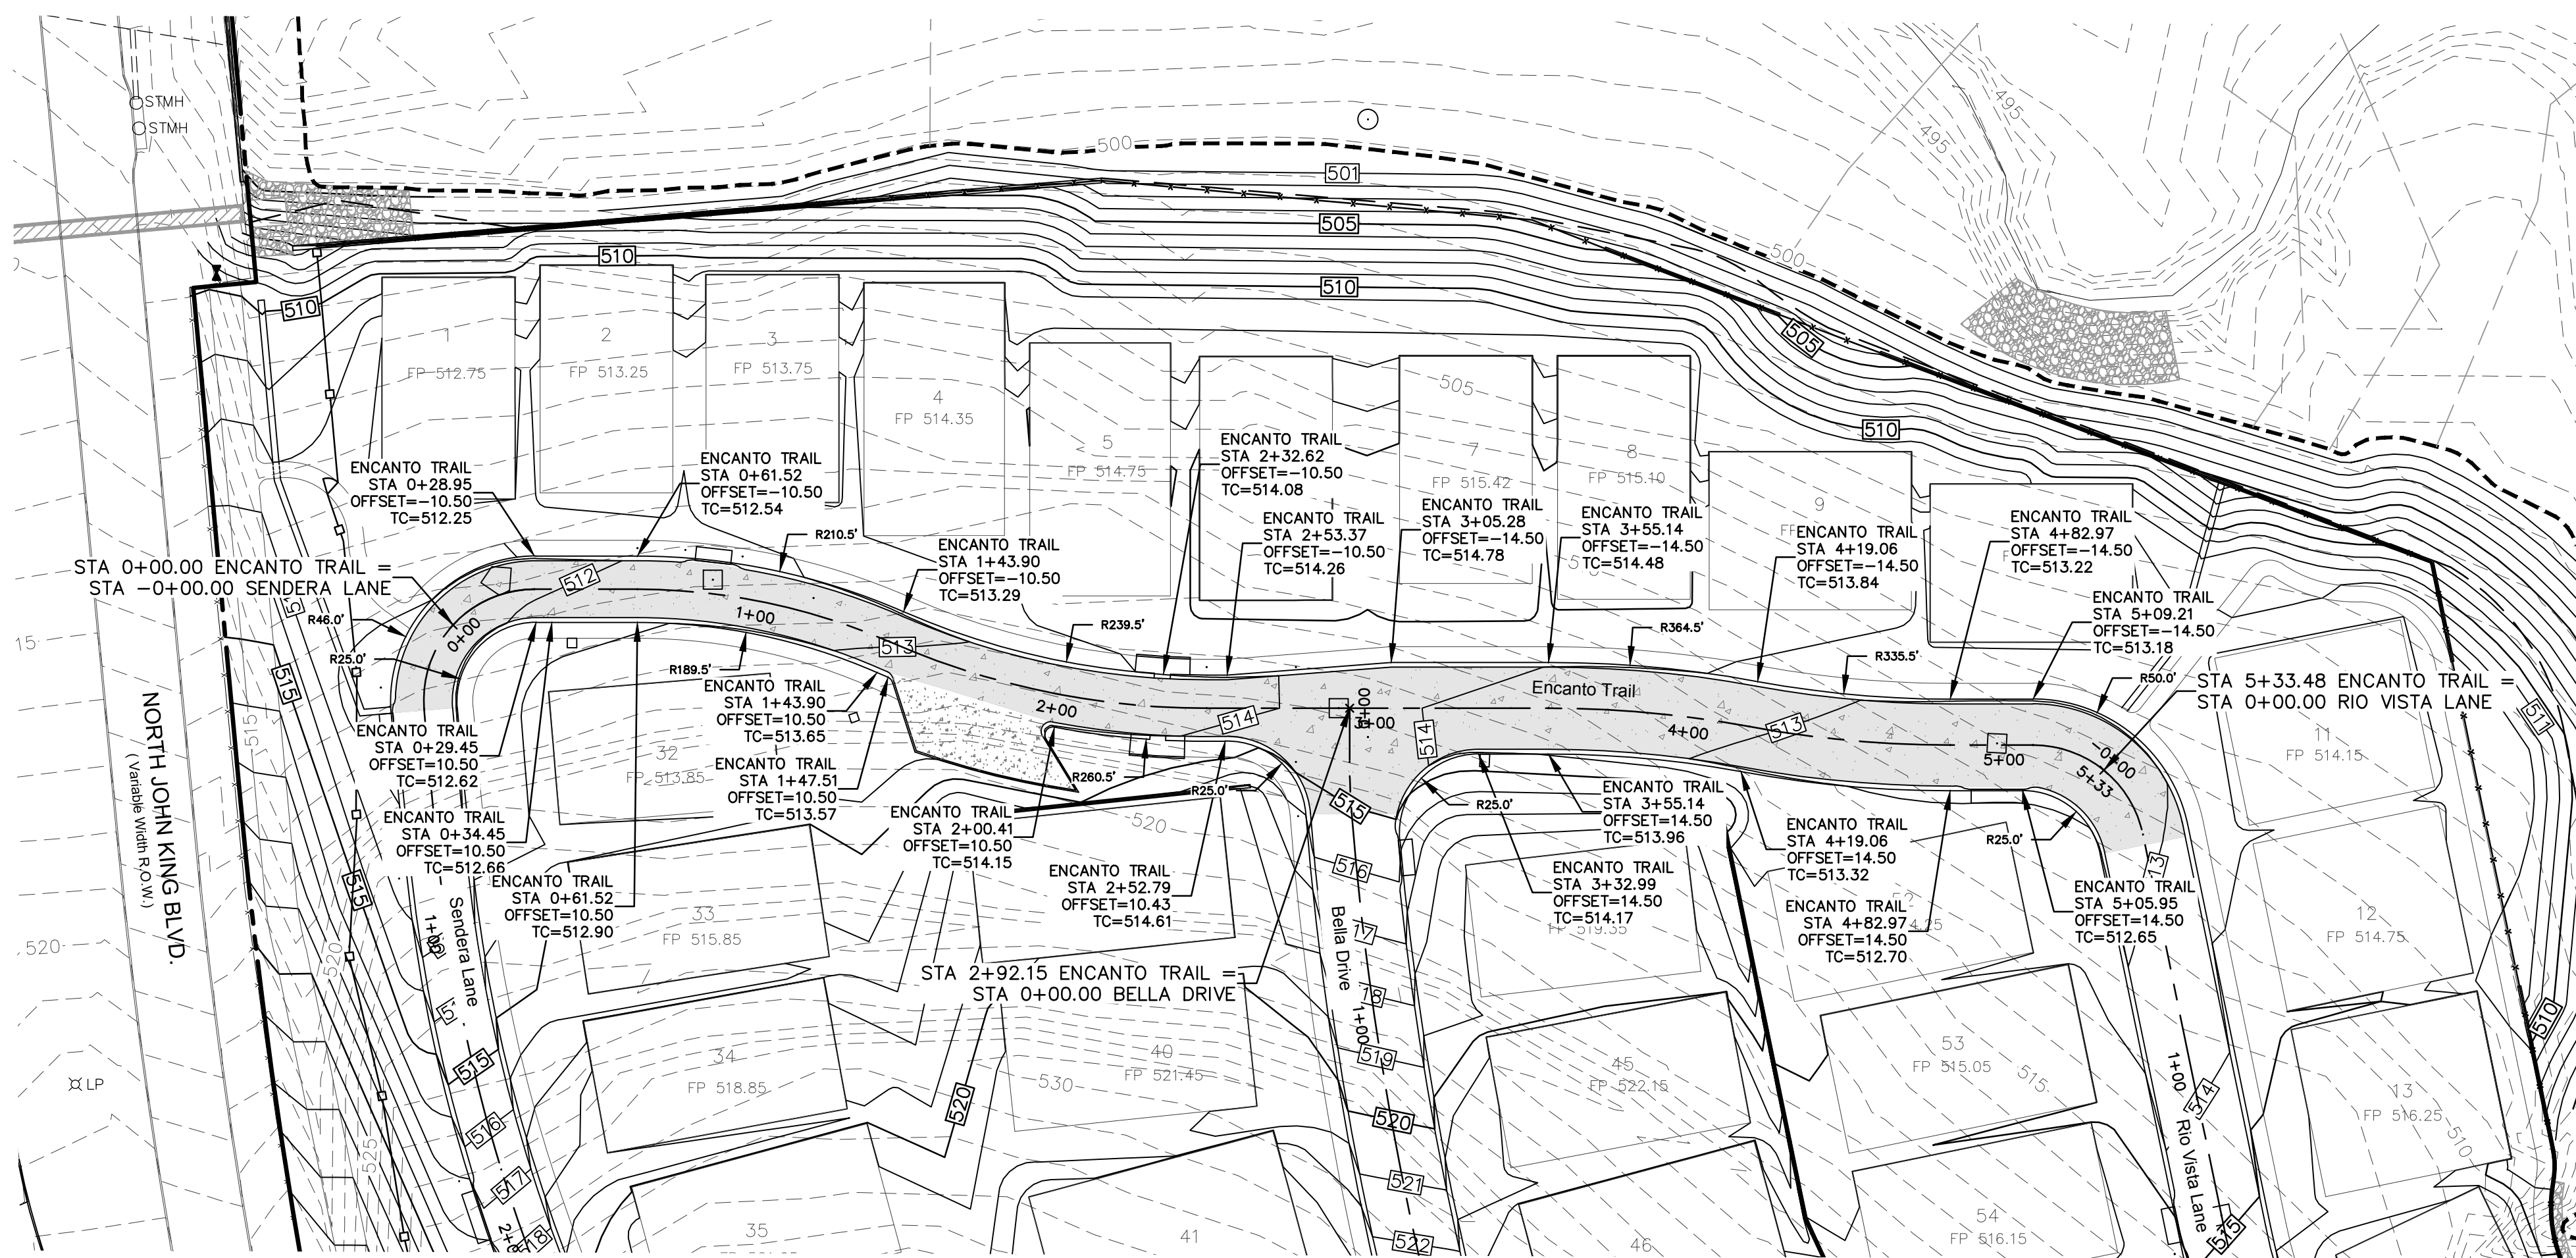 STMH
STMH
500
501
495
495
505
500
510
510
510
505
510
505
1
FP 512.75
2
FP 513.25
3
FP 513.75
4
FP 514.35
5
FP 514.75
7
FP 515.42
8
FP 515.10
9
ENCANTO TRAIL
STA 0+28.95
OFFSET=-10.50
TC=512.25
ENCANTO TRAIL
STA 0+61.52
OFFSET=-10.50
TC=512.54
ENCANTO TRAIL
STA 1+43.90
OFFSET=-10.50
TC=513.29
ENCANTO TRAIL
STA 2+32.62
OFFSET=-10.50
TC=514.08
ENCANTO TRAIL
STA 2+53.37
OFFSET=-10.50
TC=514.26
ENCANTO TRAIL
STA 3+05.28
OFFSET=-14.50
TC=514.78
ENCANTO TRAIL
STA 3+55.14
OFFSET=-14.50
TC=514.48
ENCANTO TRAIL
STA 4+19.06
OFFSET=-14.50
TC=513.84
ENCANTO TRAIL
STA 4+82.97
OFFSET=-14.50
TC=513.22
ENCANTO TRAIL
STA 5+09.21
OFFSET=-14.50
TC=513.18
STA 0+00.00 ENCANTO TRAIL =
STA -0+00.00 SENDERA LANE
STA 5+33.48 ENCANTO TRAIL =
STA 0+00.00 RIO VISTA LANE
R46.0'
R25.0'
R210.5'
R189.5'
R239.5'
R260.5'
R25.0'
R25.0'
R364.5'
R335.5'
R50.0'
R25.0'
0+00
512
1+00
513
2+00
514
3+00
514
Encanto Trail
4+00
513
5+00
-0+00
5+33
515
ENCANTO TRAIL
STA 0+29.45
OFFSET=10.50
TC=512.62
ENCANTO TRAIL
STA 0+34.45
OFFSET=10.50
TC=512.66
ENCANTO TRAIL
STA 0+61.52
OFFSET=10.50
TC=512.90
ENCANTO TRAIL
STA 1+43.90
OFFSET=10.50
TC=513.65
ENCANTO TRAIL
STA 1+47.51
OFFSET=10.50
TC=513.57
ENCANTO TRAIL
STA 2+00.41
OFFSET=10.50
TC=514.15
ENCANTO TRAIL
STA 2+52.79
OFFSET=10.43
TC=514.61
STA 2+92.15 ENCANTO TRAIL =
STA 0+00.00 BELLA DRIVE
ENCANTO TRAIL
STA 3+32.99
OFFSET=14.50
TC=514.17
ENCANTO TRAIL
STA 3+55.14
OFFSET=14.50
TC=513.96
ENCANTO TRAIL
STA 4+19.06
OFFSET=14.50
TC=513.32
ENCANTO TRAIL
STA 4+82.97
OFFSET=14.50
TC=512.70
ENCANTO TRAIL
STA 5+05.95
OFFSET=14.50
TC=512.65
NORTH JOHN KING BLVD.
( Variable Width R.O.W.)
515
515
515
520
520
525
LP
Sendera Lane
1+00
515
516
517
32
FP 513.85
33
FP 515.85
34
FP 518.85
35
520
520
530
40
FP 521.45
41
Bella Drive
1+00
516
17
18
519
520
521
522
FP 519.35
45
FP 522.15
46
52
53
FP 515.05
54
FP 516.15
515
Rio Vista Lane
1+00
13
514
515
11
FP 514.15
12
FP 514.75
13
FP 516.25
511
510
510